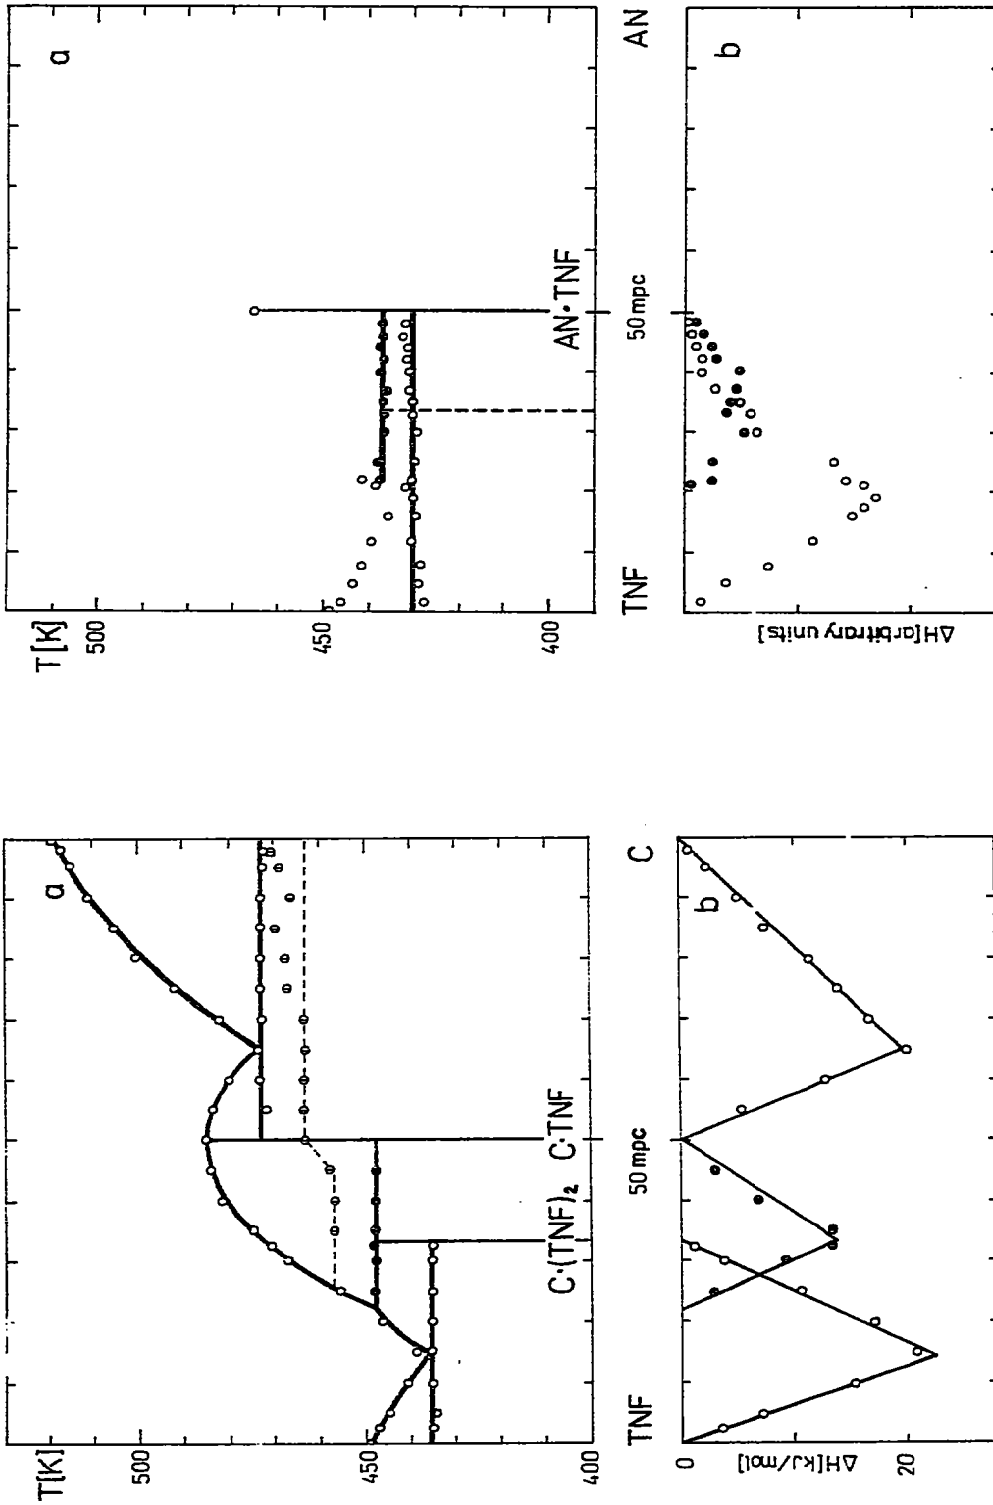 T[K]
500
450
400
a
AN·TNF
TNF
50 mpc
AN
b
ΔH[arbitrary units]
T[K]
500
450
400
a
C·(TNF)₂
C·TNF
TNF
50 mpc
C
b
0
20
ΔH[kJ/mol]